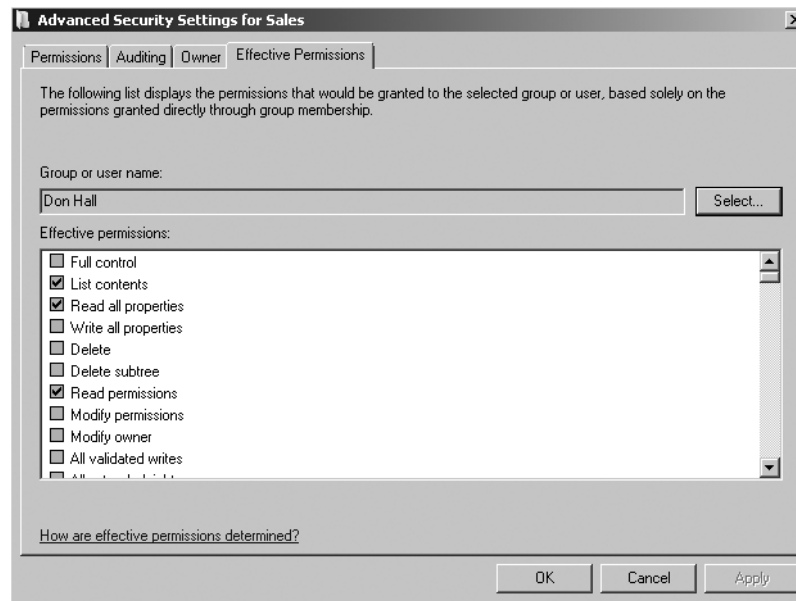 Advanced Security Settings for Sales
Permissions Auditing Owner Effective Permissions
The following list displays the permissions that would be granted to the selected group or user, based solely on the
permissions granted directly through group membership.
Group or user name:
Don Hall Select...
Effective permissions:
Full control
List contents
Read all properties
Write all properties
Delete
Delete subtree
Read permissions
Modify permissions
Modify owner
All validated writes
How are effective permissions determined?
OK Cancel Apply